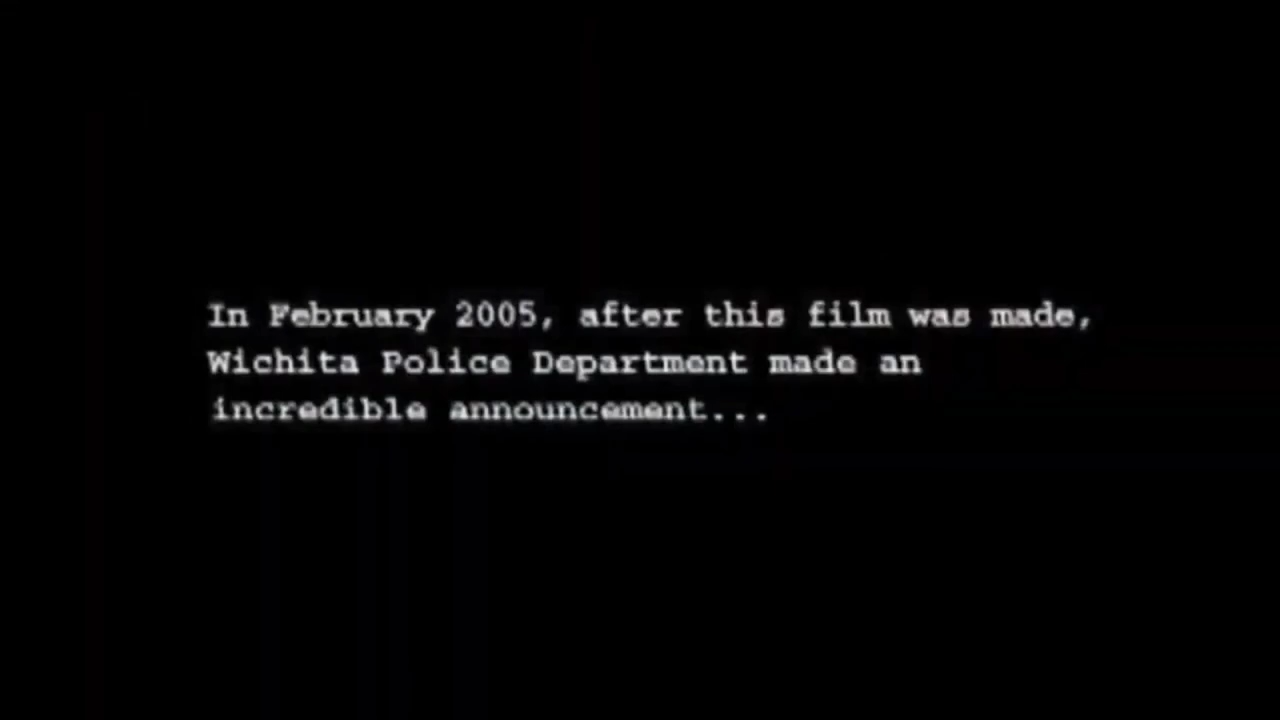 In February 2005, after this film was made,
Wichita Police Department made an
incredible announcement...